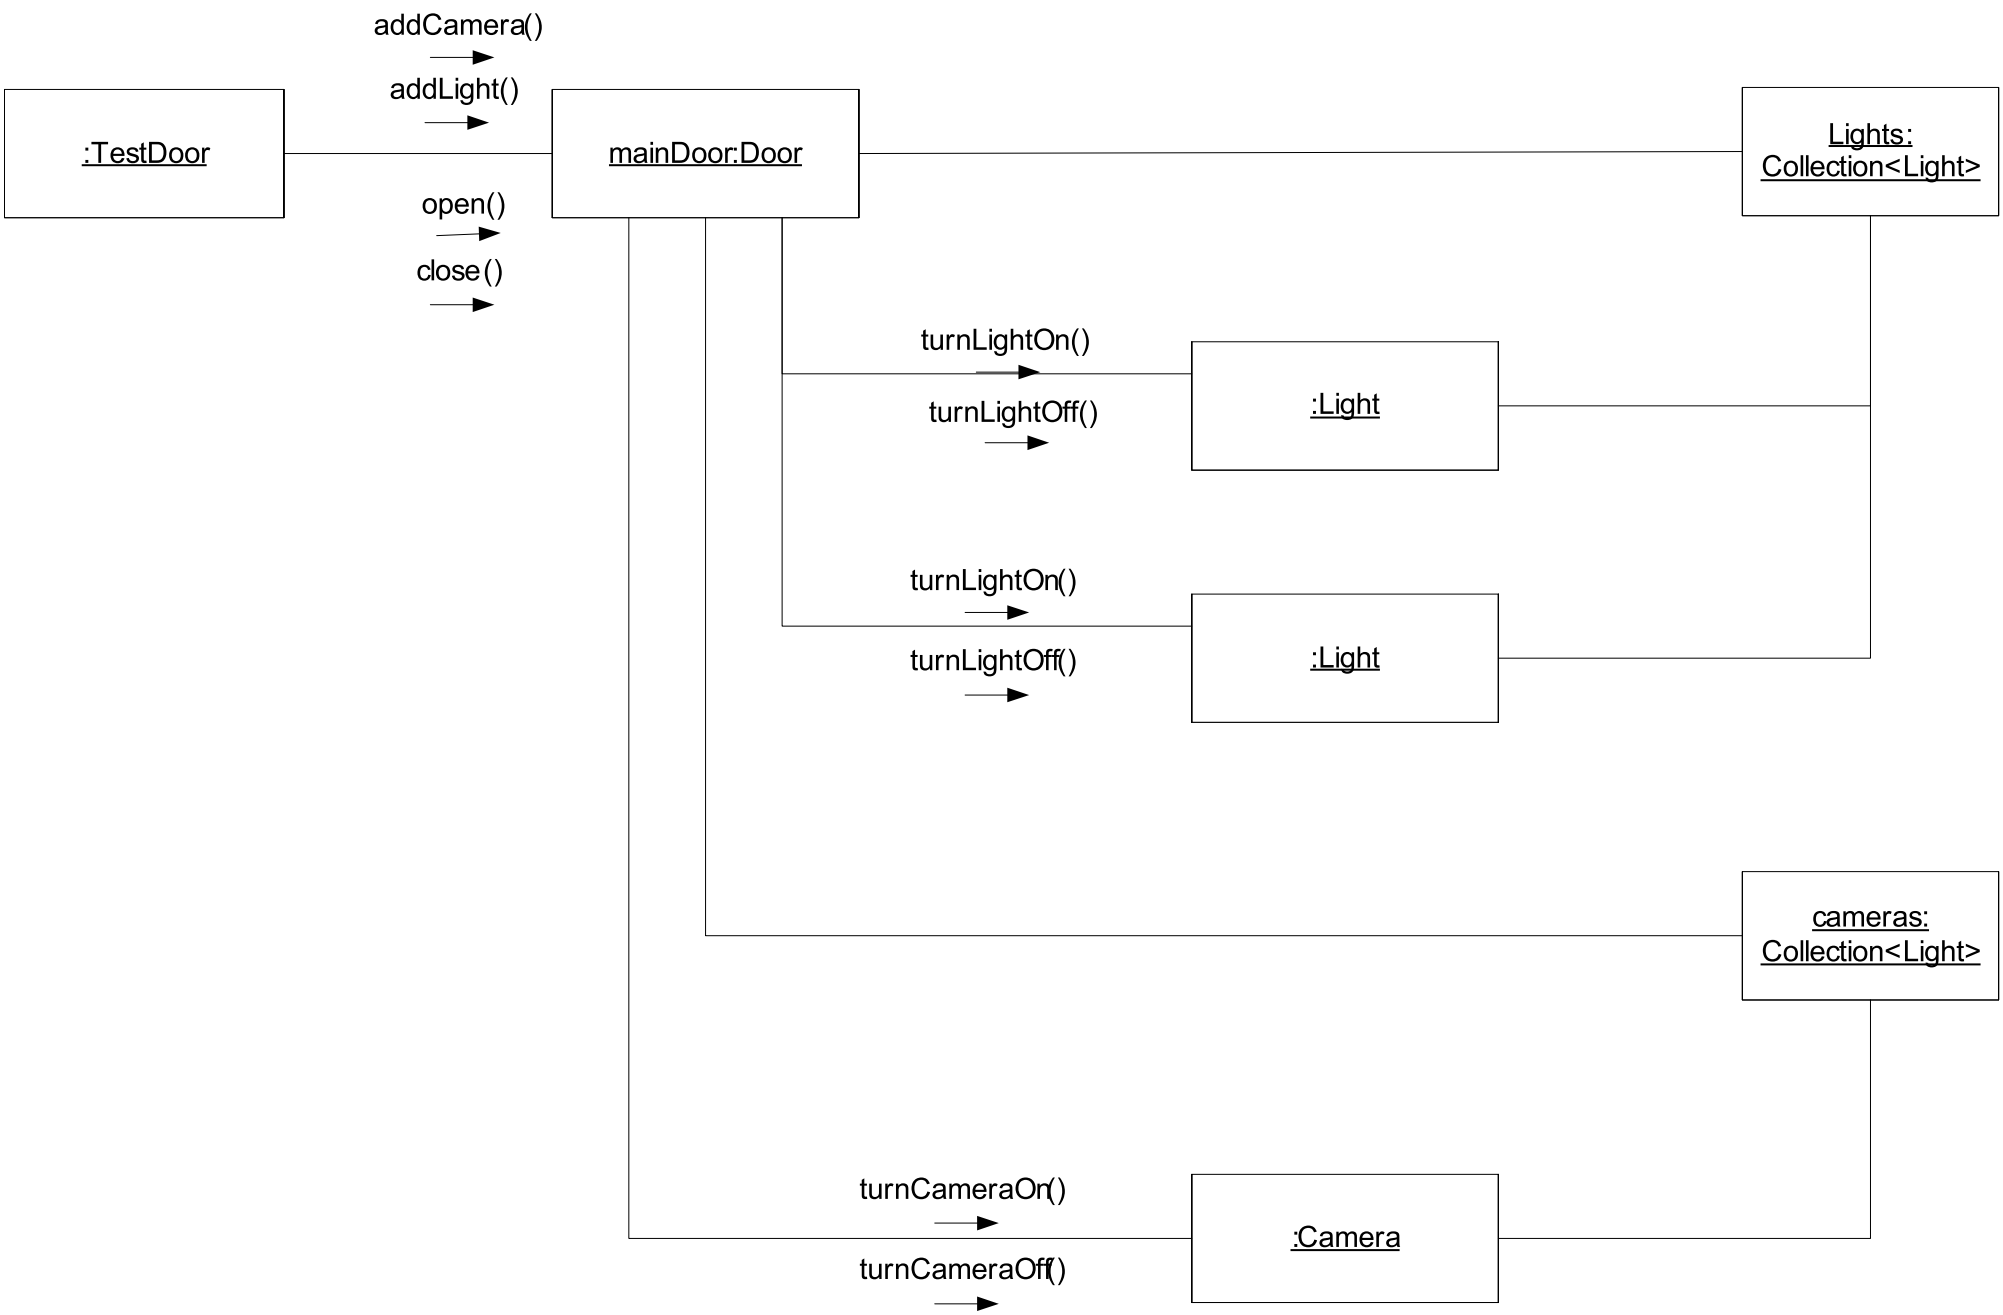 addCamera()
addLight()
:TestDoor
mainDoor:Door
Lights:
Collection<Light>
open()
close()
turnLightOn()
:Light
turnLightOff()
turnLightOn()
:Light
turnLightOff()
cameras:
Collection<Light>
turnCameraOn()
:Camera
turnCameraOff()